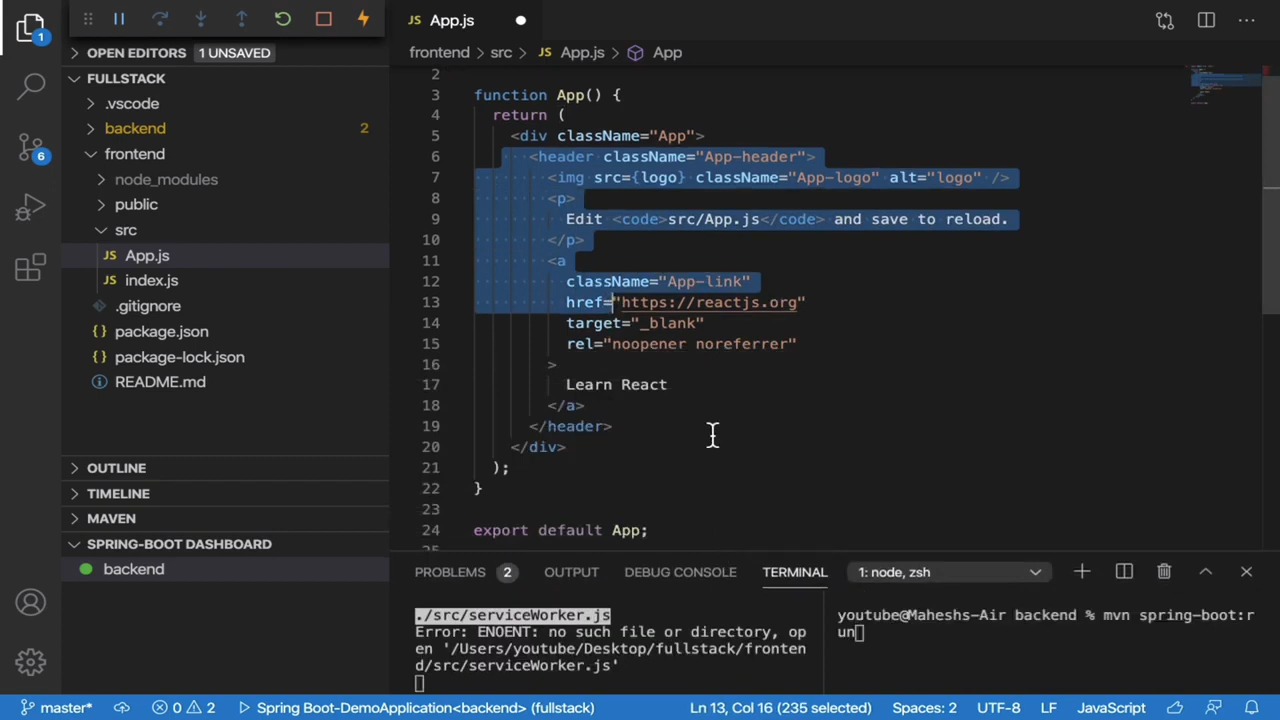 App.js
1
OPEN EDITORS 1 UNSAVED
frontend > src > JS App.js > App
FULLSTACK
.vscode
backend 2
frontend
node_modules
public
src
JS App.js
JS index.js
.gitignore
{} package.json
{} package-lock.json
README.md
OUTLINE
TIMELINE
MAVEN
SPRING-BOOT DASHBOARD
backend
6
2
3 function App() {
4 return (
5 <div className="App">
6 <header className="App-header">
7 <img src={logo} className="App-logo" alt="logo" />
8 <p>
9 Edit <code>src/App.js</code> and save to reload.
10 </p>
11 <a
12 className="App-link"
13 href="https://reactjs.org"
14 target="_blank"
15 rel="noopener noreferrer"
16 >
17 Learn React
18 </a>
19 </header>
20 </div>
21 );
22 }
23
24 export default App;
PROBLEMS 2 OUTPUT DEBUG CONSOLE TERMINAL 1: node, zsh
./src/serviceWorker.js
Error: ENOENT: no such file or directory, op
en '/Users/youtube/Desktop/fullstack/fronten
d/src/serviceWorker.js'
youtube@Maheshs-Air backend % mvn spring-boot:r
un
master* 0 2 Spring Boot-DemoApplication<backend> (fullstack) Ln 13, Col 16 (235 selected) Spaces: 2 UTF-8 LF JavaScript